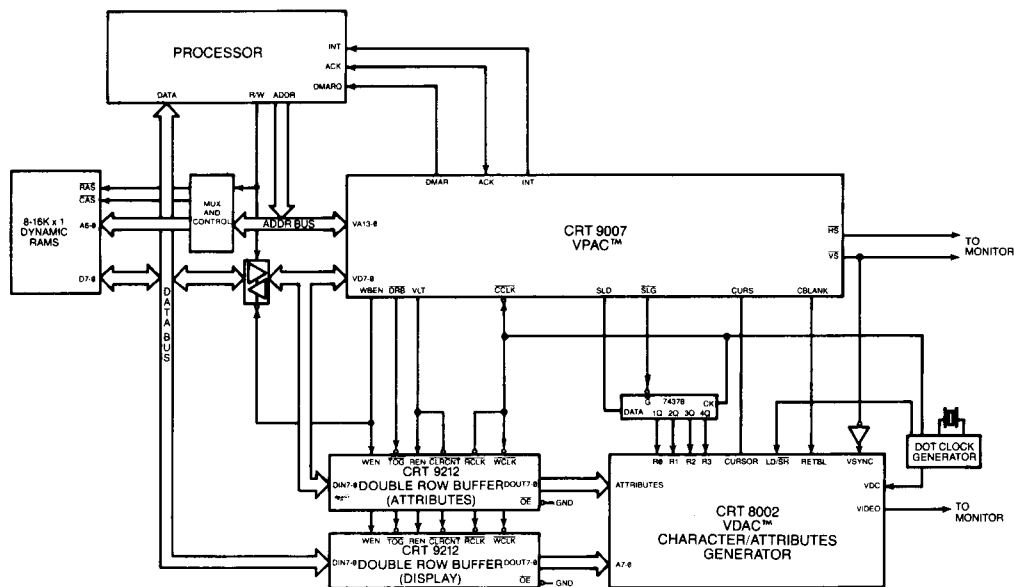 PROCESSOR
INT
ACK
DMARQ
DATA
R/W
ADDR
8-16K x 1
DYNAMIC
RAMS
RAS
CAS
A6-0
D7-0
MUX
AND
CONTROL
ADDR BUS
DATA BUS
DMAR
ACK
INT
VA13-0
CRT 9007
VPAC™
HS
VS
TO
MONITOR
VD7-0
WBEN
DRB
VLT
CCLK
SLD
SLG
CURS
CBLANK
G
74378
CK
DATA
1Q
2Q
3Q
4Q
DOT CLOCK
GENERATOR
WEN
TOG
REN
CLRCNT
RCLK
WCLK
DIN7-0
CRT 9212
DOUBLE ROW BUFFER
(ATTRIBUTES)
DOUT7-0
OE
GND
R0
R1
R2
R3
CURSOR
LD/SH
RETBL
VSYNC
ATTRIBUTES
VDC
VIDEO
TO
MONITOR
CRT 8002
VDAC™
CHARACTER/ATTRIBUTES
GENERATOR
A7-0
WEN
TOG
REN
CLRCNT
RCLK
WCLK
DIN7-0
CRT 9212
DOUBLE ROW BUFFER
(DISPLAY)
DOUT7-0
OE
GND